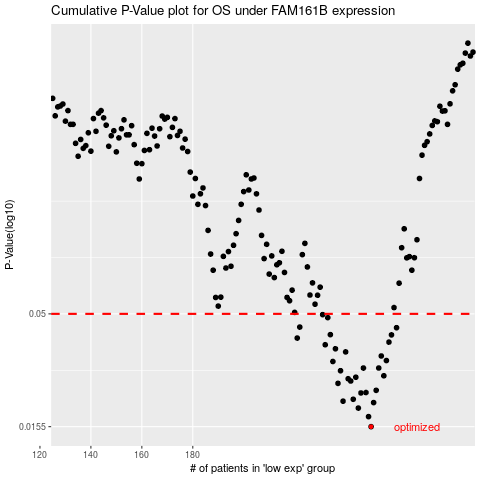 Cumulative P-Value plot for OS under FAM161B expression
P-Value(log10)
0.05
0.0155
optimized
120 140 160 180
# of patients in 'low exp' group